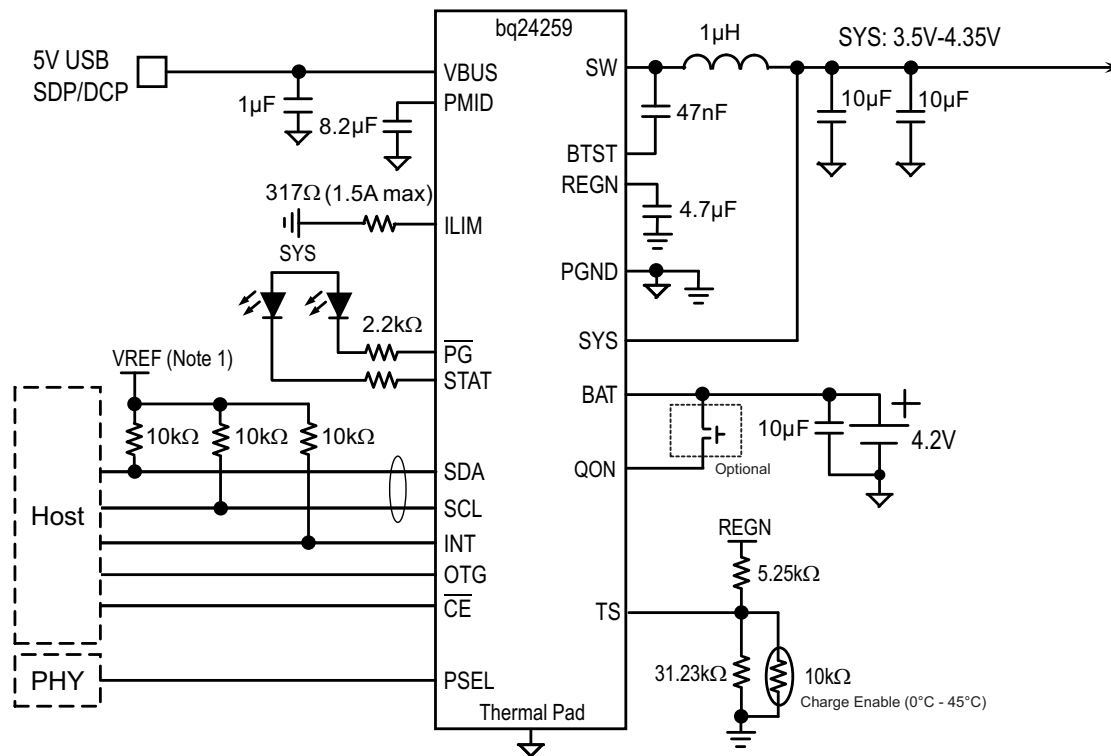 bq24259
5V USB
SDP/DCP
1µF
8.2µF
VBUS
PMID
317Ω (1.5A max)
ILIM
SYS
2.2kΩ
PG
STAT
VREF (Note 1)
10kΩ
10kΩ
10kΩ
Host
SDA
SCL
INT
OTG
CE
PHY
PSEL
Thermal Pad
SW
1µH
SYS: 3.5V-4.35V
47nF
10µF
10µF
BTST
REGN
4.7µF
PGND
SYS
BAT
QON
Optional
10µF
+
4.2V
REGN
5.25kΩ
TS
31.23kΩ
10kΩ
Charge Enable (0°C - 45°C)